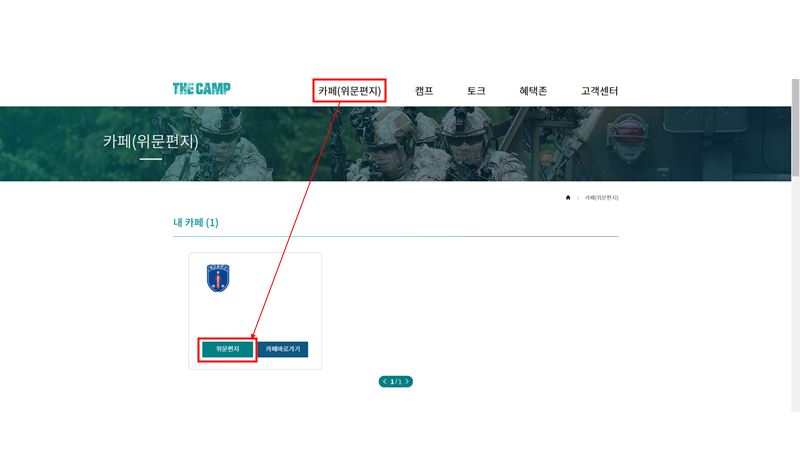 THE CAMP
카페(위문편지)
캠프
토크
혜택존
고객센터
카페(위문편지)
카페(위문편지)
내 카페 (1)
위문편지
카페바로가기
1 / 1